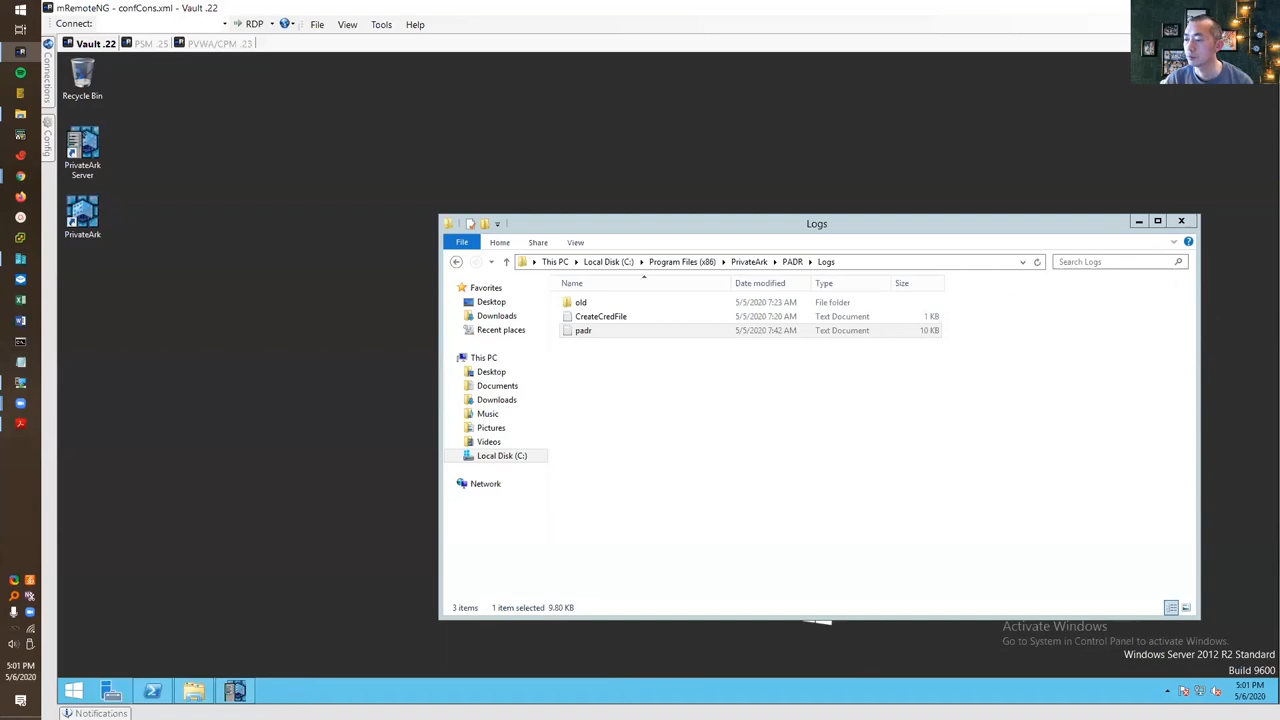 mRemoteNG - confCons.xml - Vault .22
Connect: RDP File View Tools Help
Vault .22 PSM .25 PVWA/CPM .23
Connections
Config
Recycle Bin
PrivateArk
Server
PrivateArk
Logs
File Home Share View
This PC Local Disk (C:) Program Files (x86) PrivateArk PADR Logs
Search Logs
Name Date modified Type Size
old 5/5/2020 7:23 AM File folder
CreateCredFile 5/5/2020 7:20 AM Text Document 1 KB
padr 5/5/2020 7:42 AM Text Document 10 KB
Favorites
Desktop
Downloads
Recent places
This PC
Desktop
Documents
Downloads
Music
Pictures
Videos
Local Disk (C:)
Network
3 items 1 item selected 9.80 KB
Activate Windows
Go to System in Control Panel to activate Windows.
Windows Server 2012 R2 Standard
Build 9600
5:01 PM
5/6/2020
5:01 PM
5/6/2020
Notifications